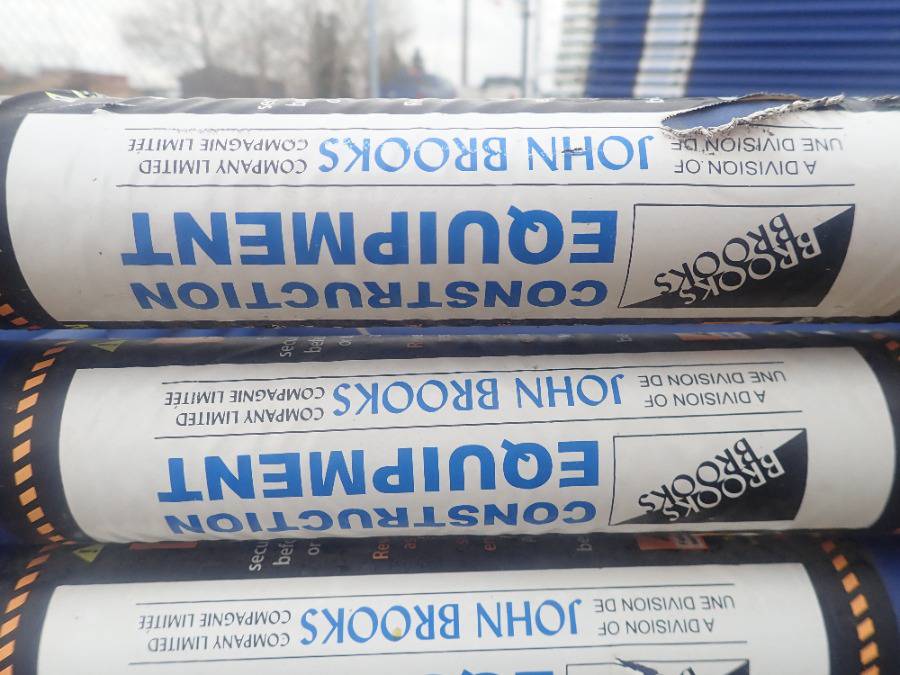 A DIVISION OF
UNE DIVISION DE
JOHN BROOKS
COMPANY LIMITED
COMPAGNIE LIMITÉE
BROOKS
BROOKS
CONSTRUCTION
EQUIPMENT
A DIVISION OF
UNE DIVISION DE
JOHN BROOKS
COMPANY LIMITED
COMPAGNIE LIMITÉE
BROOKS
BROOKS
CONSTRUCTION
EQUIPMENT
A DIVISION OF
UNE DIVISION DE
JOHN BROOKS
COMPANY LIMITED
COMPAGNIE LIMITÉE